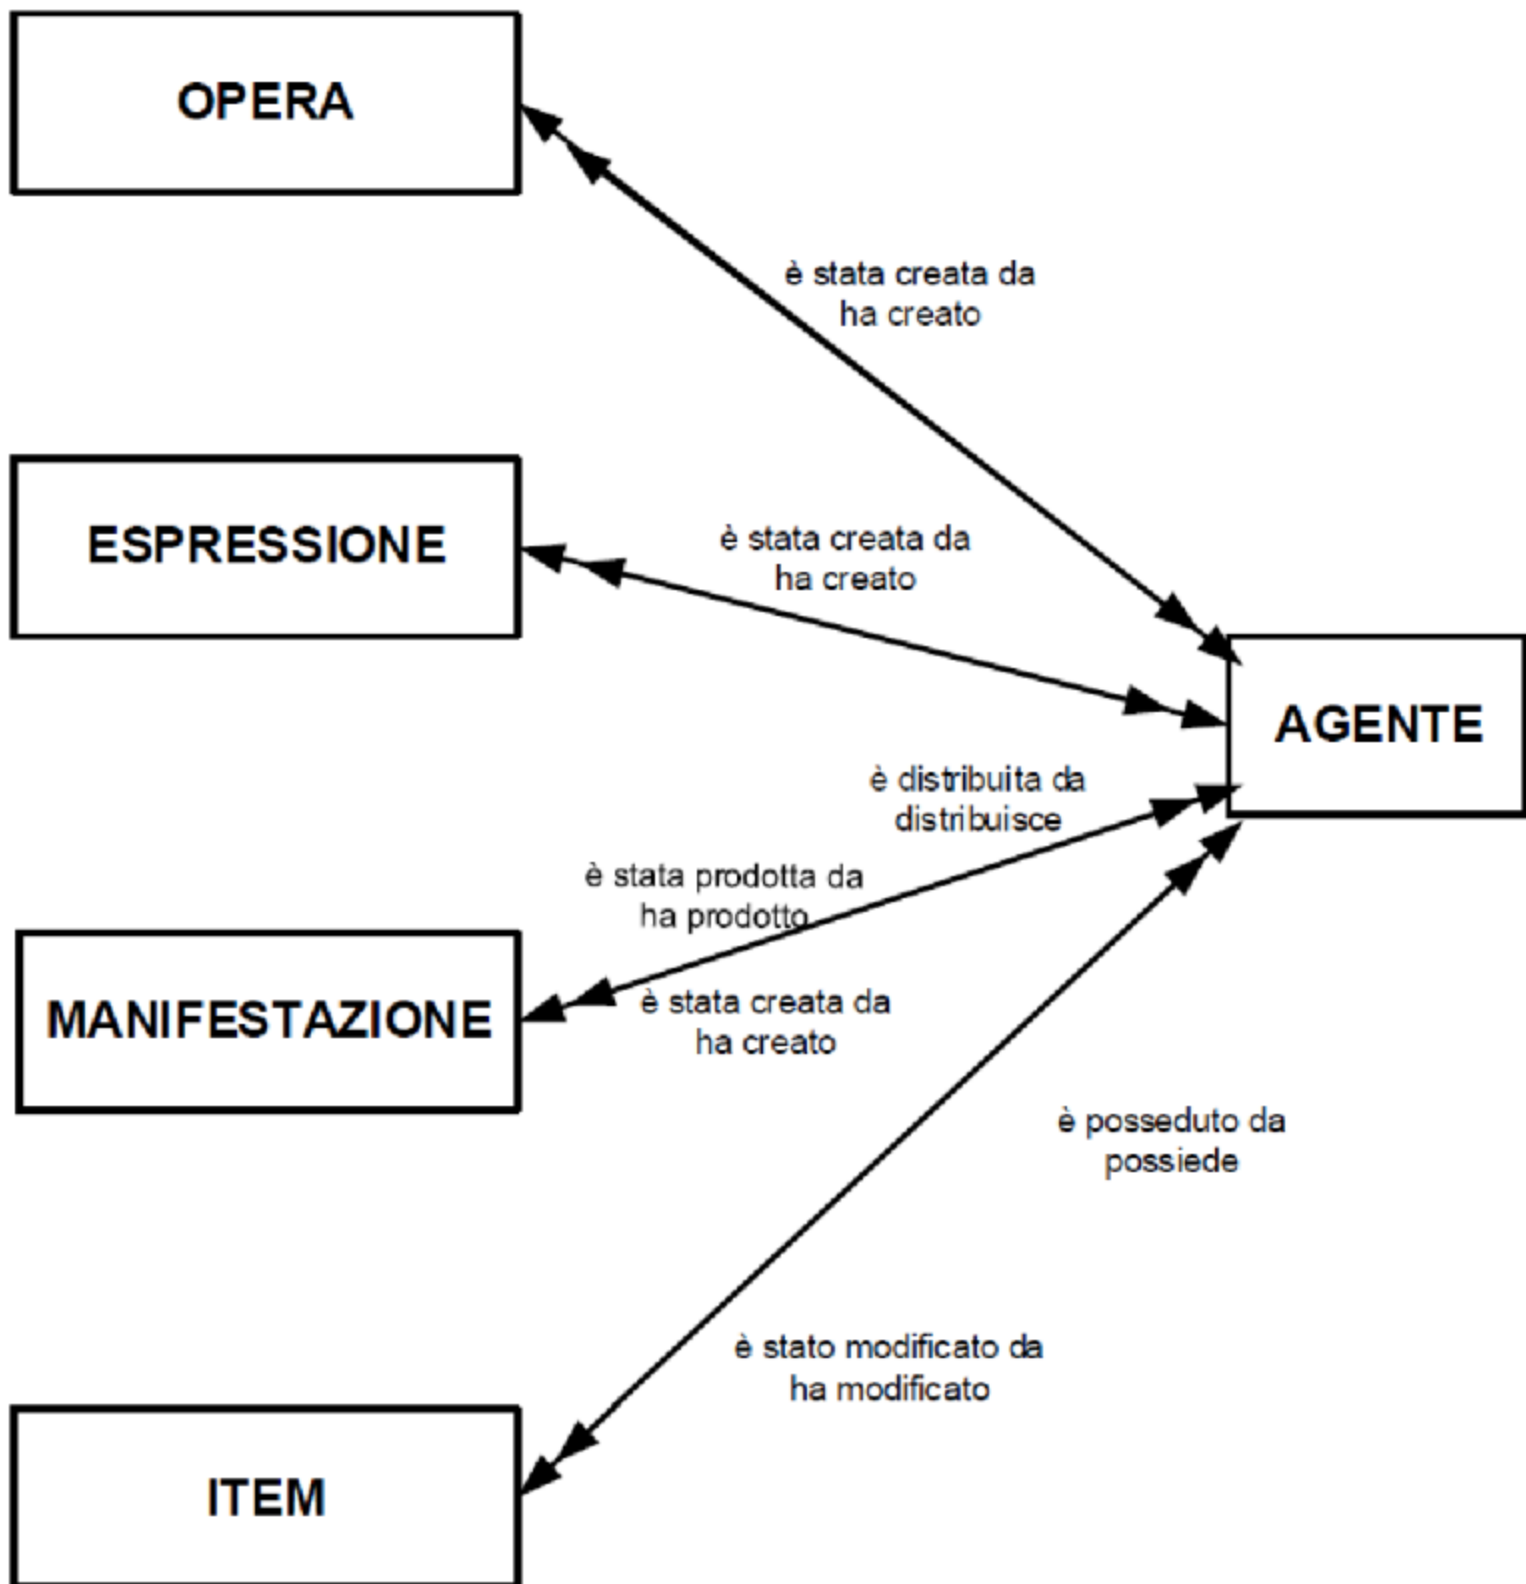 OPERA
è stata creata da
ha creato
ESPRESSIONE
è stata creata da
ha creato
AGENTE
è distribuita da
distribuisce
è stata prodotta da
ha prodotto
MANIFESTAZIONE
è stata creata da
ha creato
è posseduto da
possiede
è stato modificato da
ha modificato
ITEM